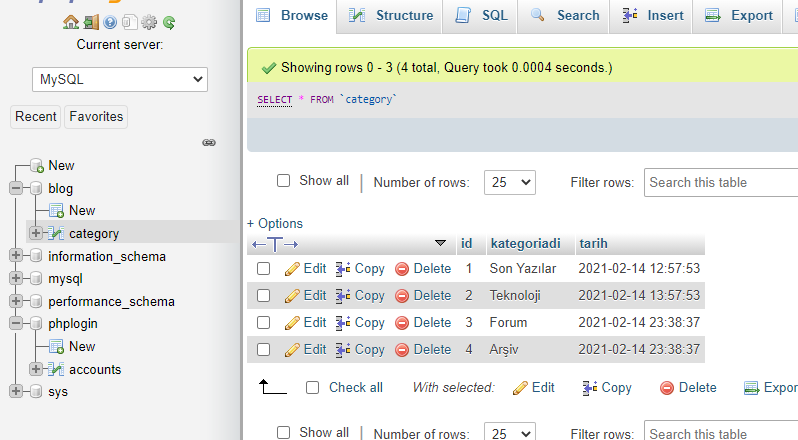 Browse Structure SQL Search Insert Export
Current server:
MySQL
Recent Favorites
New
blog
New
category
information_schema
mysql
performance_schema
phplogin
New
accounts
sys
Showing rows 0 - 3 (4 total, Query took 0.0004 seconds.)
SELECT * FROM `category`
Show all | Number of rows: 25 Filter rows: Search this table
+ Options
←T→ id kategoriadi tarih
Edit Copy Delete 1 Son Yazılar 2021-02-14 12:57:53
Edit Copy Delete 2 Teknoloji 2021-02-14 13:57:53
Edit Copy Delete 3 Forum 2021-02-14 23:38:37
Edit Copy Delete 4 Arşiv 2021-02-14 23:38:37
Check all With selected: Edit Copy Delete Expor
Show all | Number of rows: 25 Filter rows: Search this table